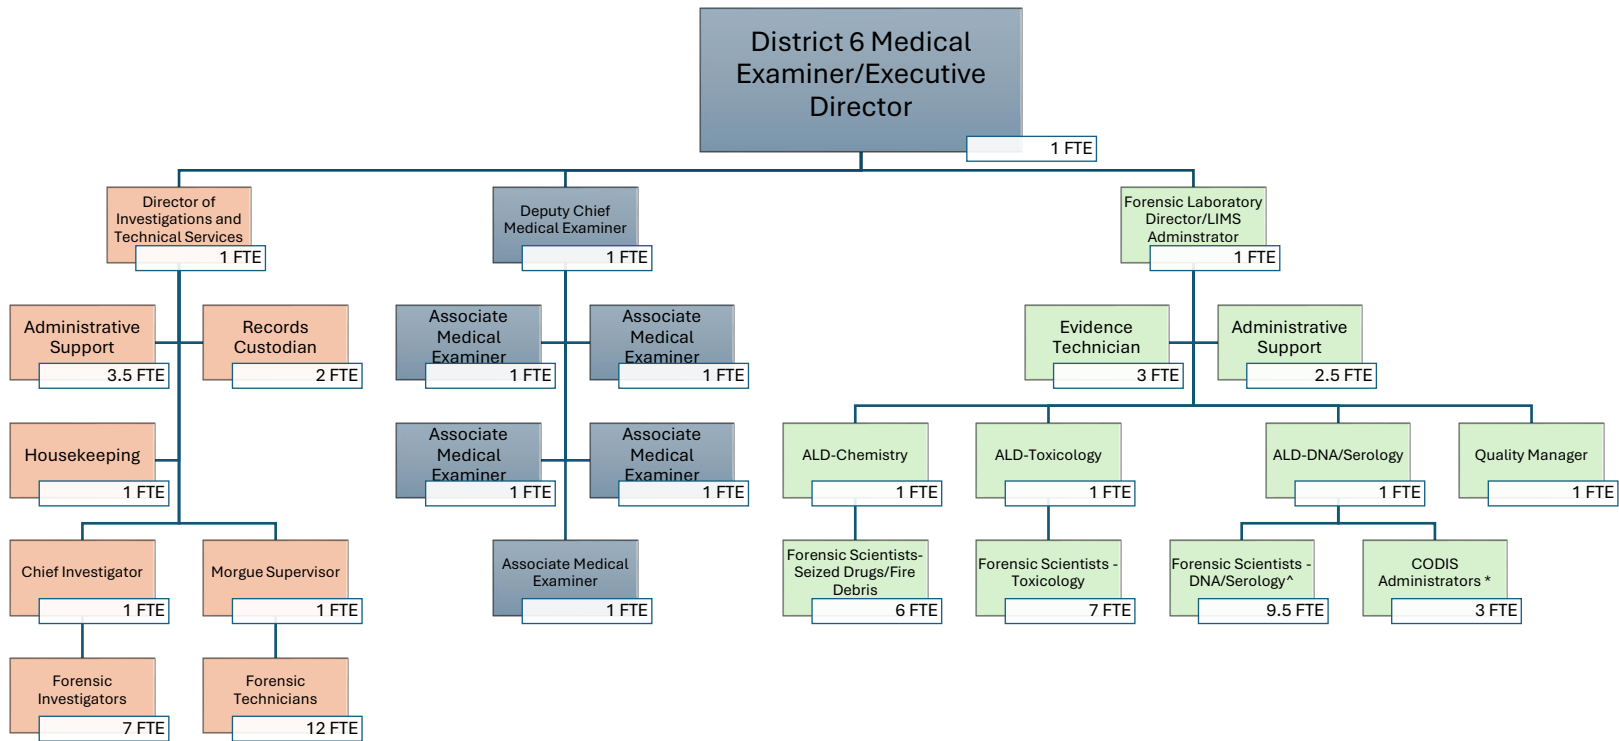 District 6 Medical
Examiner/Executive
Director
1 FTE
Director of
Investigations and
Technical Services
1 FTE
Deputy Chief
Medical Examiner
1 FTE
Forensic Laboratory
Director/LIMS
Adminstrator
1 FTE
Administrative
Support
3.5 FTE
Records
Custodian
2 FTE
Associate
Medical
Examiner
1 FTE
Associate
Medical
Examiner
1 FTE
Evidence
Technician
3 FTE
Administrative
Support
2.5 FTE
Housekeeping
1 FTE
Associate
Medical
Examiner
1 FTE
Associate
Medical
Examiner
1 FTE
ALD-Chemistry
1 FTE
ALD-Toxicology
1 FTE
ALD-DNA/Serology
1 FTE
Quality Manager
1 FTE
Chief Investigator
1 FTE
Morgue Supervisor
1 FTE
Associate Medical
Examiner
1 FTE
Forensic Scientists-
Seized Drugs/Fire
Debris
6 FTE
Forensic Scientists -
Toxicology
7 FTE
Forensic Scientists -
DNA/Serology^
9.5 FTE
CODIS
Administrators *
3 FTE
Forensic
Investigators
7 FTE
Forensic
Technicians
12 FTE